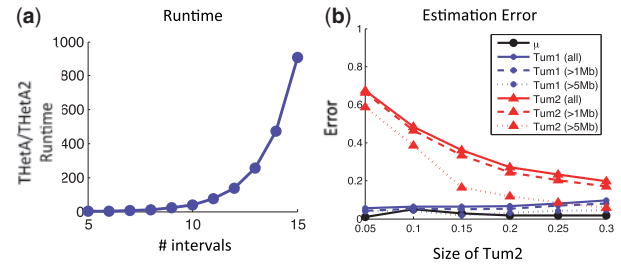 (a)
Runtime
THetA/THetA2
Runtime
1000
800
600
400
200
0
5
10
15
# intervals
(b)
Estimation Error
Error
1
0.8
0.6
0.4
0.2
0
0.05
0.1
0.15
0.2
0.25
0.3
Size of Tum2
μ
Tum1 (all)
Tum1 (>1Mb)
Tum1 (>5Mb)
Tum2 (all)
Tum2 (>1Mb)
Tum2 (>5Mb)